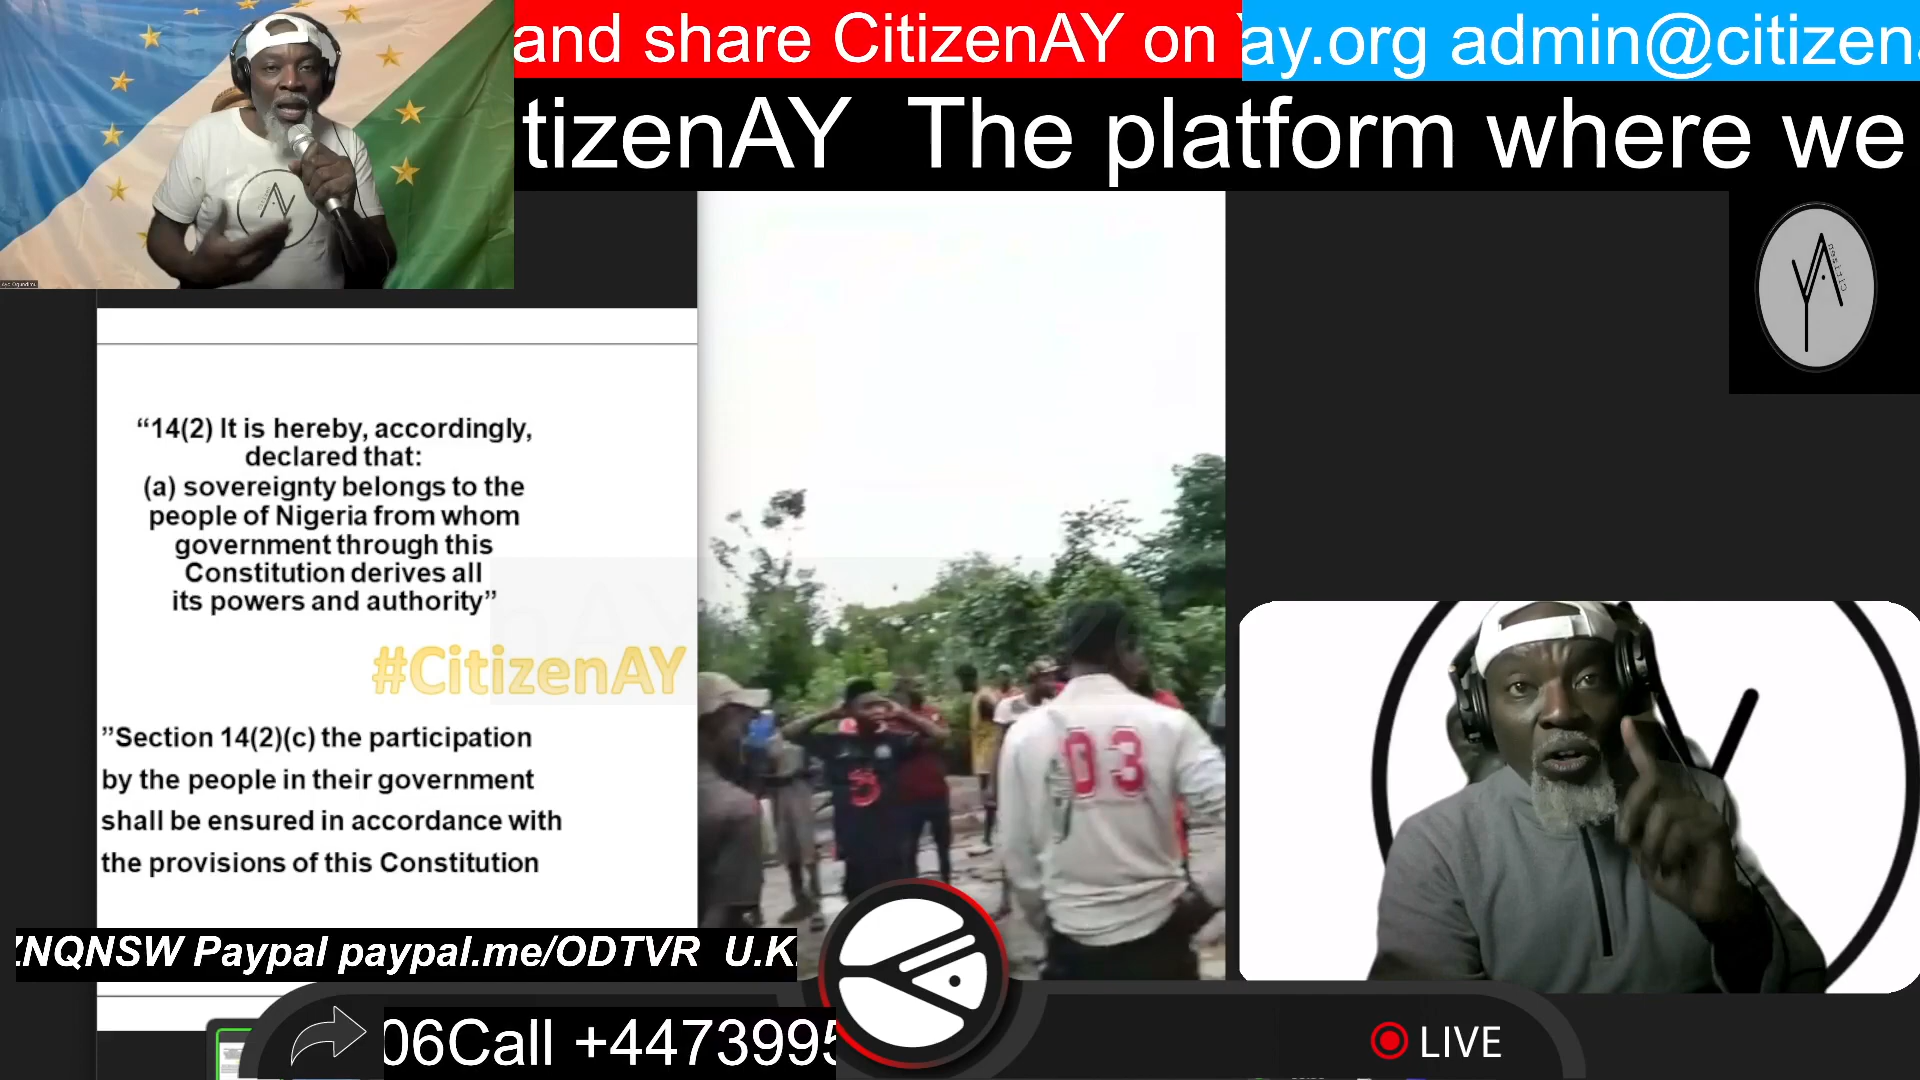 and share CitizenAY on
ay.org admin@citizen
tizenAY The platform where we
“14(2) It is hereby, accordingly,
declared that:
(a) sovereignty belongs to the
people of Nigeria from whom
government through this
Constitution derives all
its powers and authority”
#CitizenAY
”Section 14(2)(c) the participation
by the people in their government
shall be ensured in accordance with
the provisions of this Constitution
03
NQNSW Paypal paypal.me/ODTVR U.K.
06Call +447399
LIVE